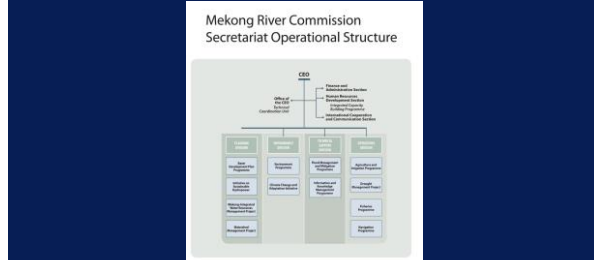 Mekong River Commission
Secretariat Operational Structure
CEO
Finance and
Administration Section
Human Resources
Development Section
Integrated Capacity
Building Programme
International Cooperation
and Communication Section
Office of
the CEO
Technical
Coordination Unit
Environment
Programme
Climate Change and
Adaptation Initiative
Flood Management
and Mitigation
Programme
Information and
Knowledge
Management
Programme
Agriculture and
Irrigation Programme
Drought
Management Project
Fisheries
Programme
Navigation
Programme
Basin
Development Plan
Programme
Initiative on
Sustainable
Hydropower
Mekong Integrated
Water Resources
Management Project
Watershed
Management Project